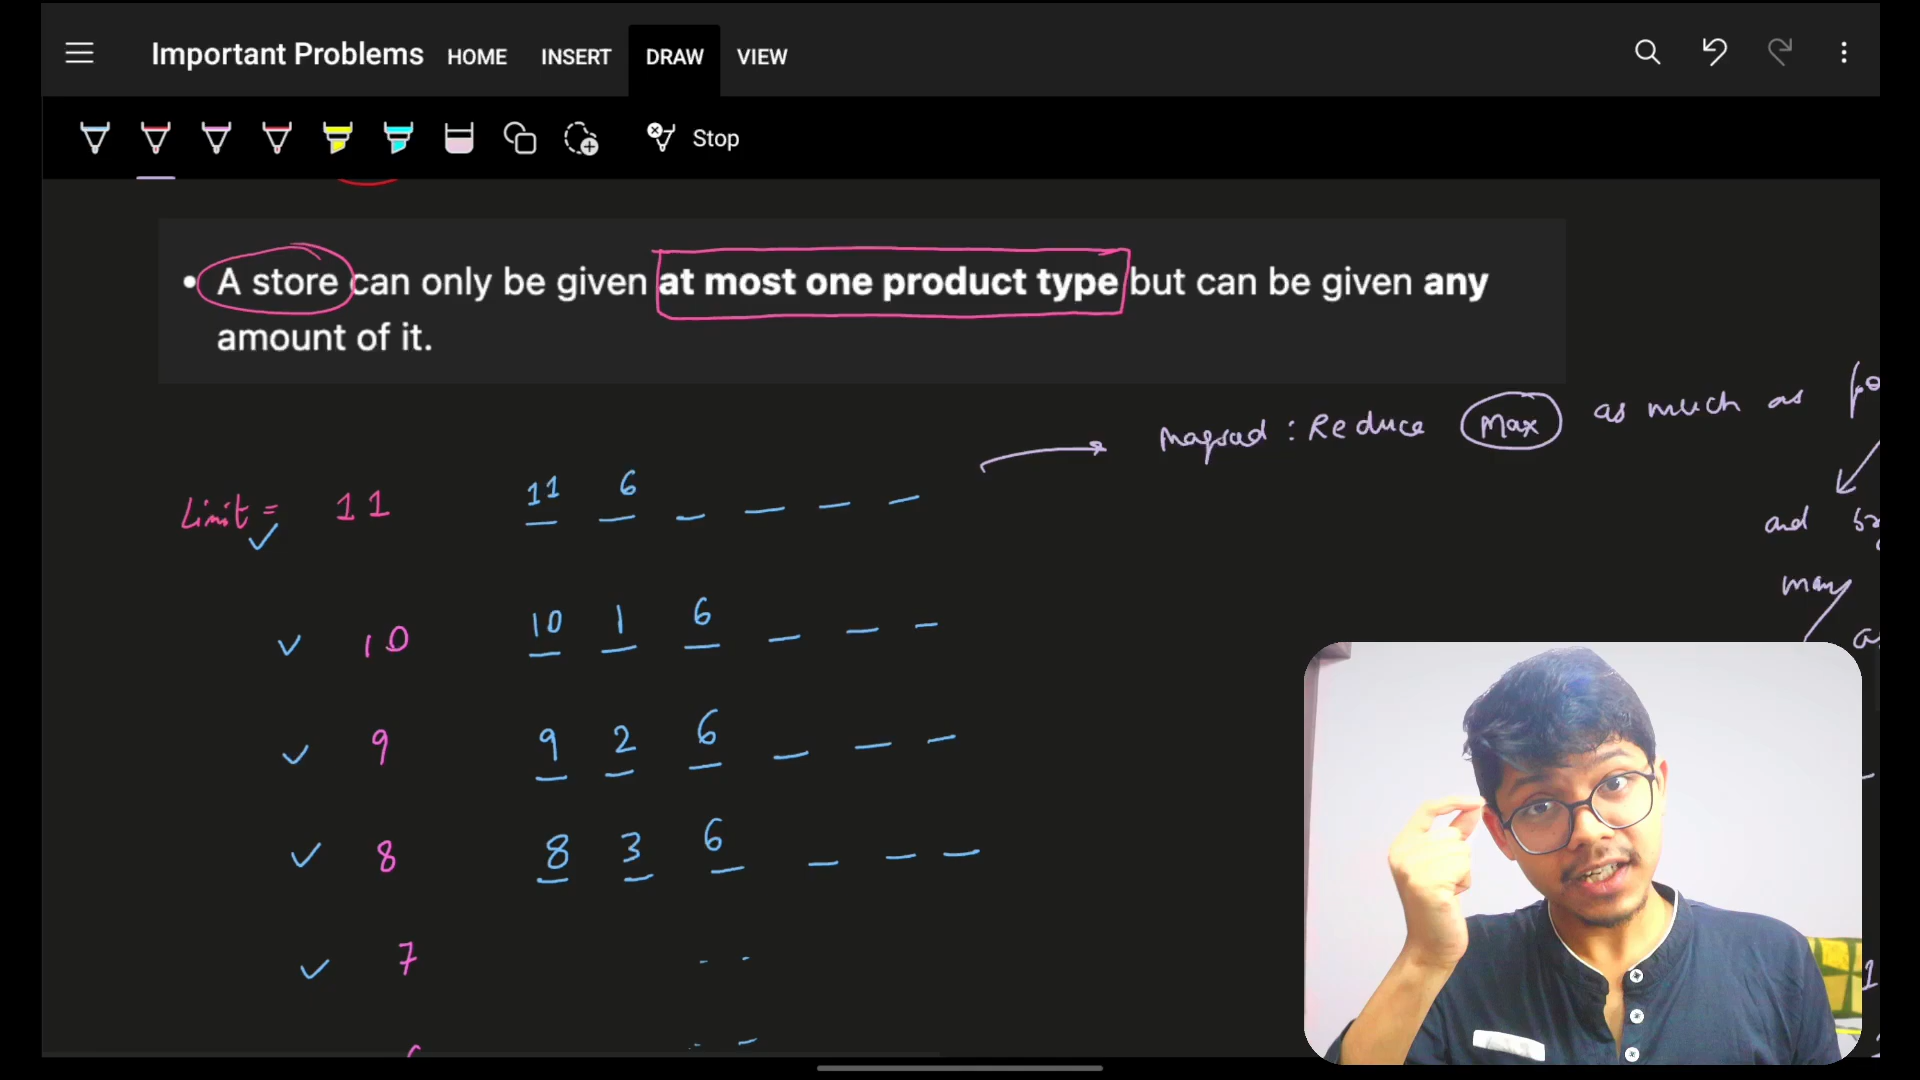 Important Problems HOME INSERT DRAW VIEW
Stop
• A store can only be given at most one product type but can be given any
amount of it.
Maqsad : Reduce Max as much as
Limit = 11 11 6
and
many
10 10 1 6
9 9 2 6
8 8 3 6
7